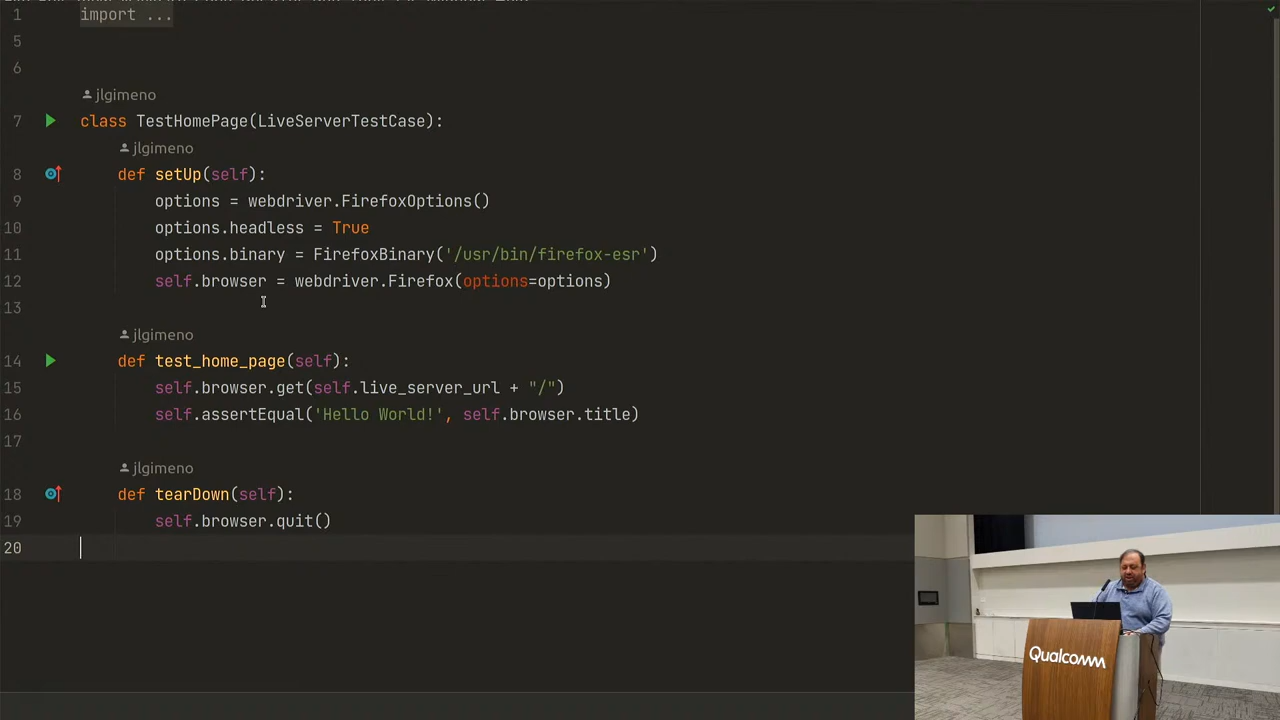 1 import ...
5
6
jlgimeno
7 class TestHomePage(LiveServerTestCase):
jlgimeno
8 def setUp(self):
9 options = webdriver.FirefoxOptions()
10 options.headless = True
11 options.binary = FirefoxBinary('/usr/bin/firefox-esr')
12 self.browser = webdriver.Firefox(options=options)
13
jlgimeno
14 def test_home_page(self):
15 self.browser.get(self.live_server_url + "/")
16 self.assertEqual('Hello World!', self.browser.title)
17
jlgimeno
18 def tearDown(self):
19 self.browser.quit()
20
Qualcomm